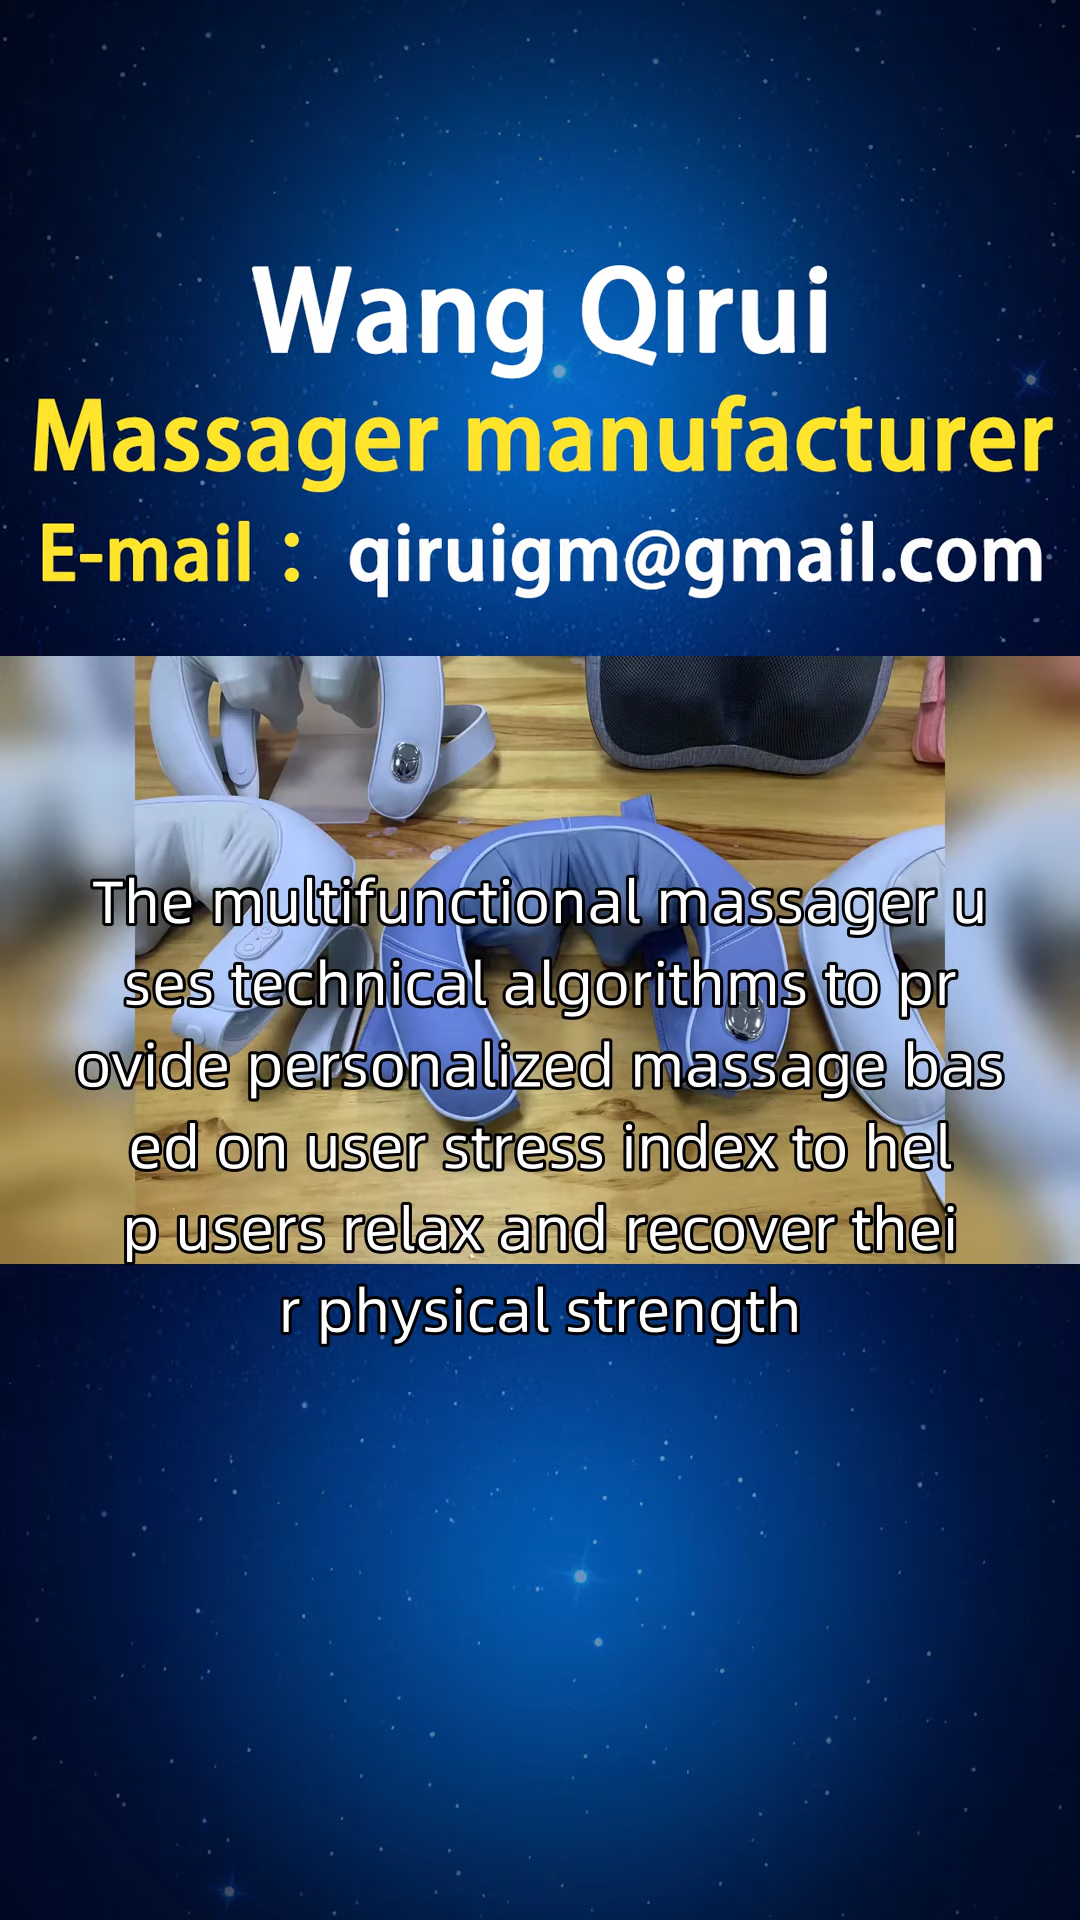 Wang Qirui
Massager manufacturer
E-mail： qiruigm@gmail.com
The multifunctional massager u
ses technical algorithms to pr
ovide personalized massage bas
ed on user stress index to hel
p users relax and recover thei
r physical strength